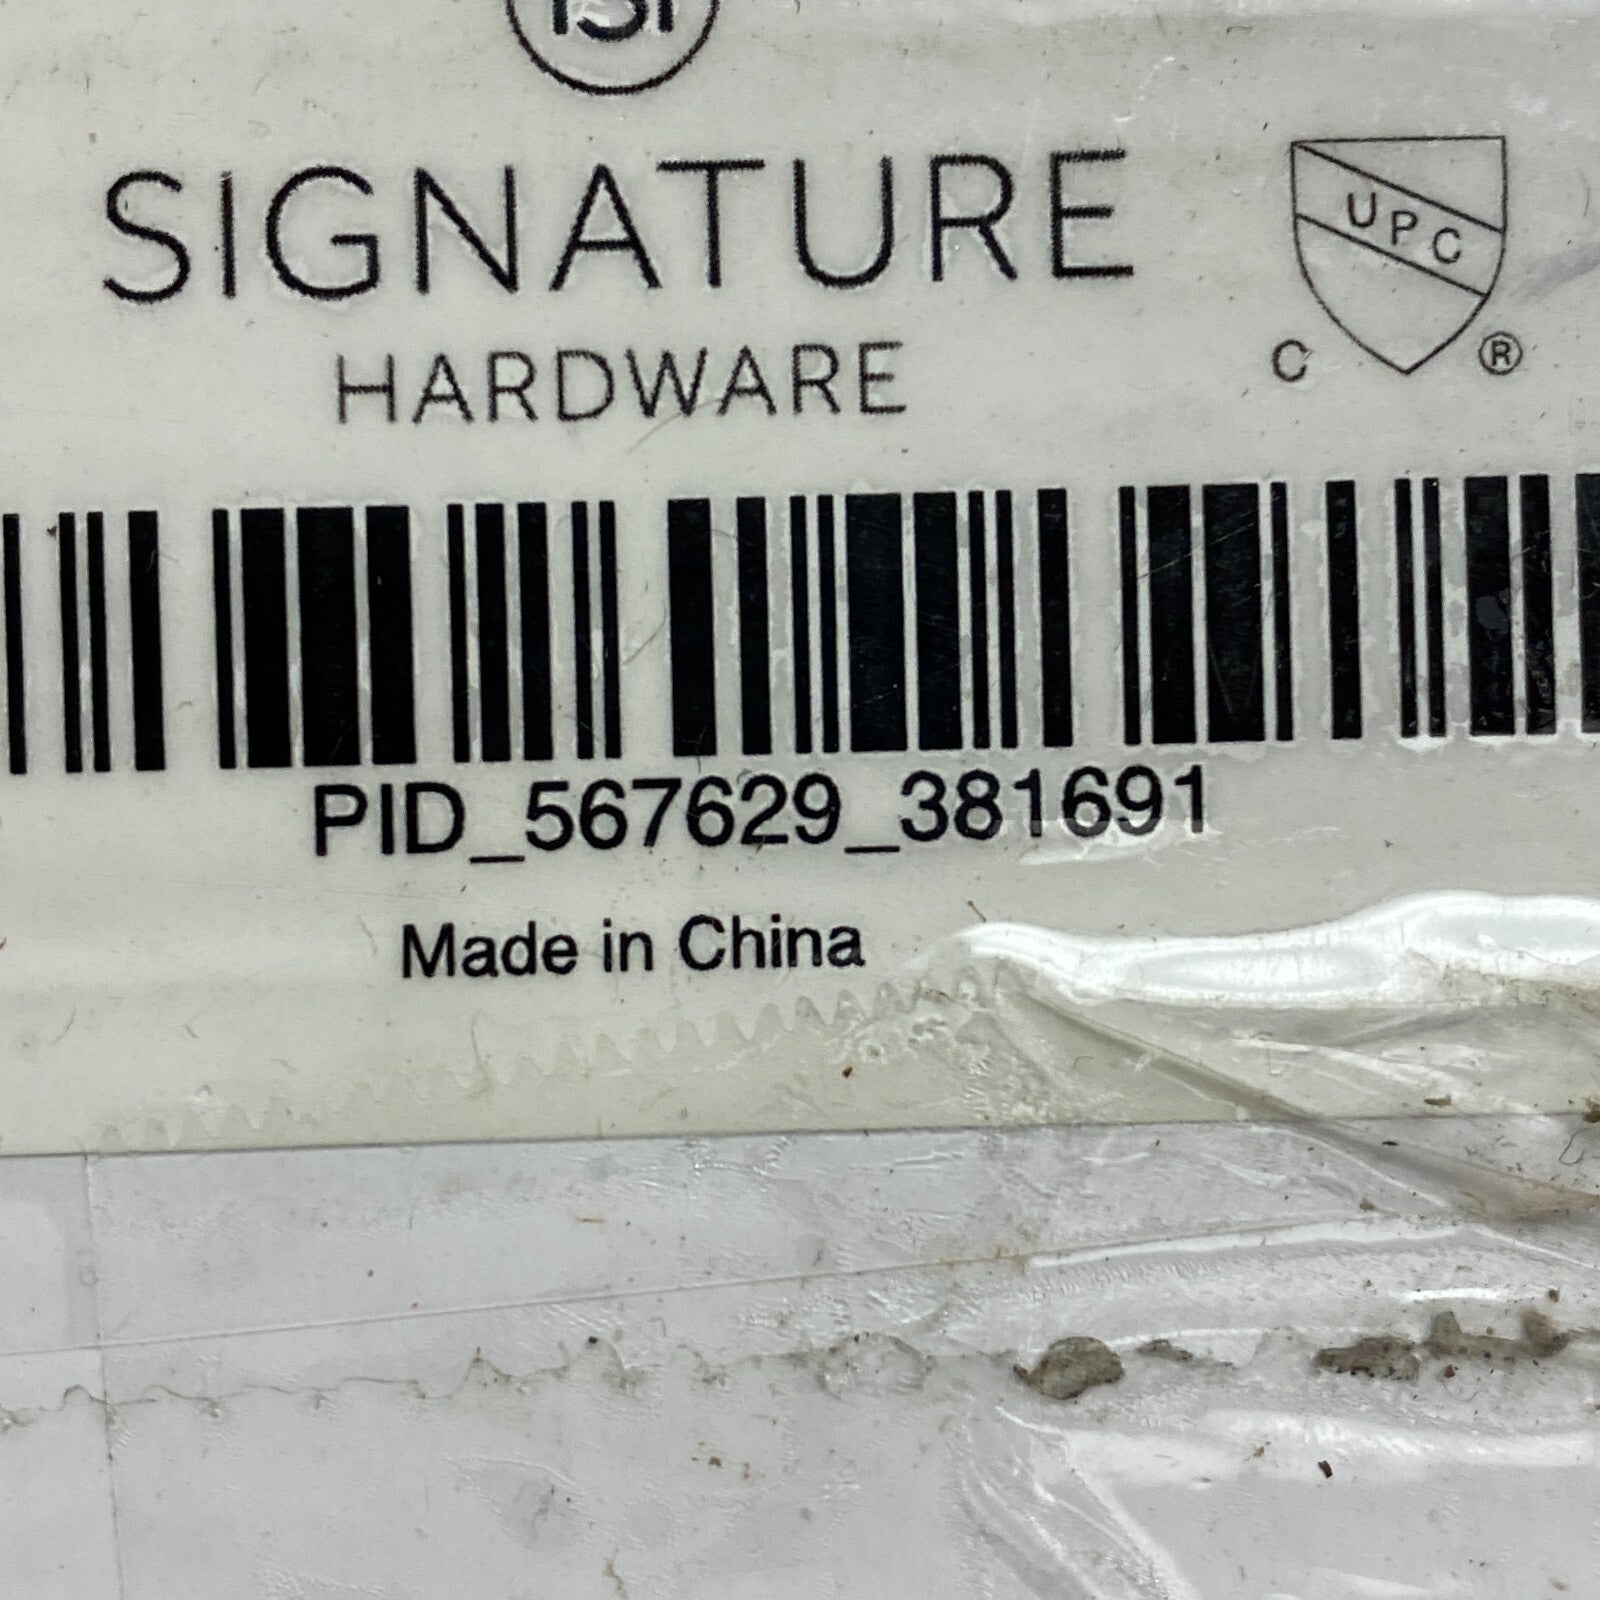 SIGNATURE
HARDWARE
UPC
C ®
PID_567629_381691
Made in China